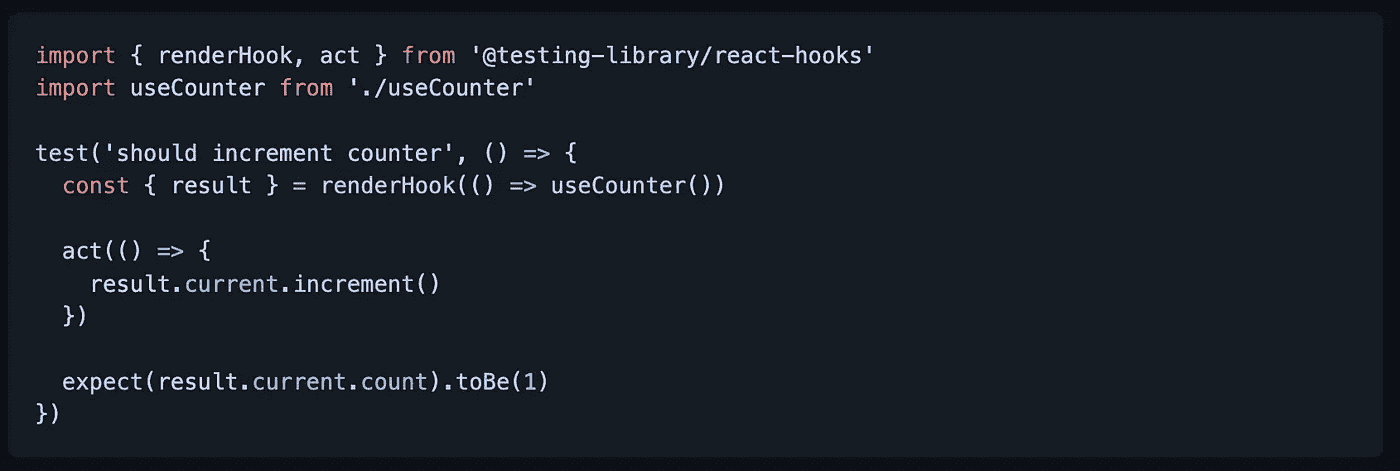 import { renderHook, act } from '@testing-library/react-hooks'
import useCounter from './useCounter'

test('should increment counter', () => {
  const { result } = renderHook(() => useCounter())

  act(() => {
    result.current.increment()
  })

  expect(result.current.count).toBe(1)
})